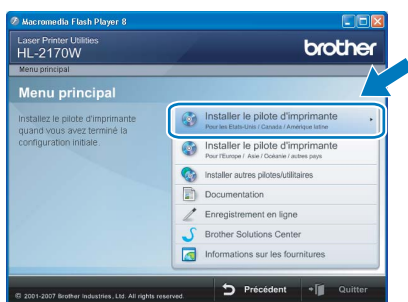 Macromedia Flash Player 8
Laser Printer Utilities
HL-2170W
brother
Menu principal
Menu principal
Installez le pilote d'imprimante
quand vous avez terminé la
configuration initiale.
Installer le pilote d'imprimante
Pour les Etats-Unis / Canada / Amérique latine
Installer le pilote d'imprimante
Pour l'Europe / Asie / Océanie / autres pays
Installer autres pilotes/utilitaires
Documentation
Enregistrement en ligne
Brother Solutions Center
Informations sur les fournitures
© 2001-2007 Brother Industries, Ltd. All rights reserved.
Précédent
Quitter